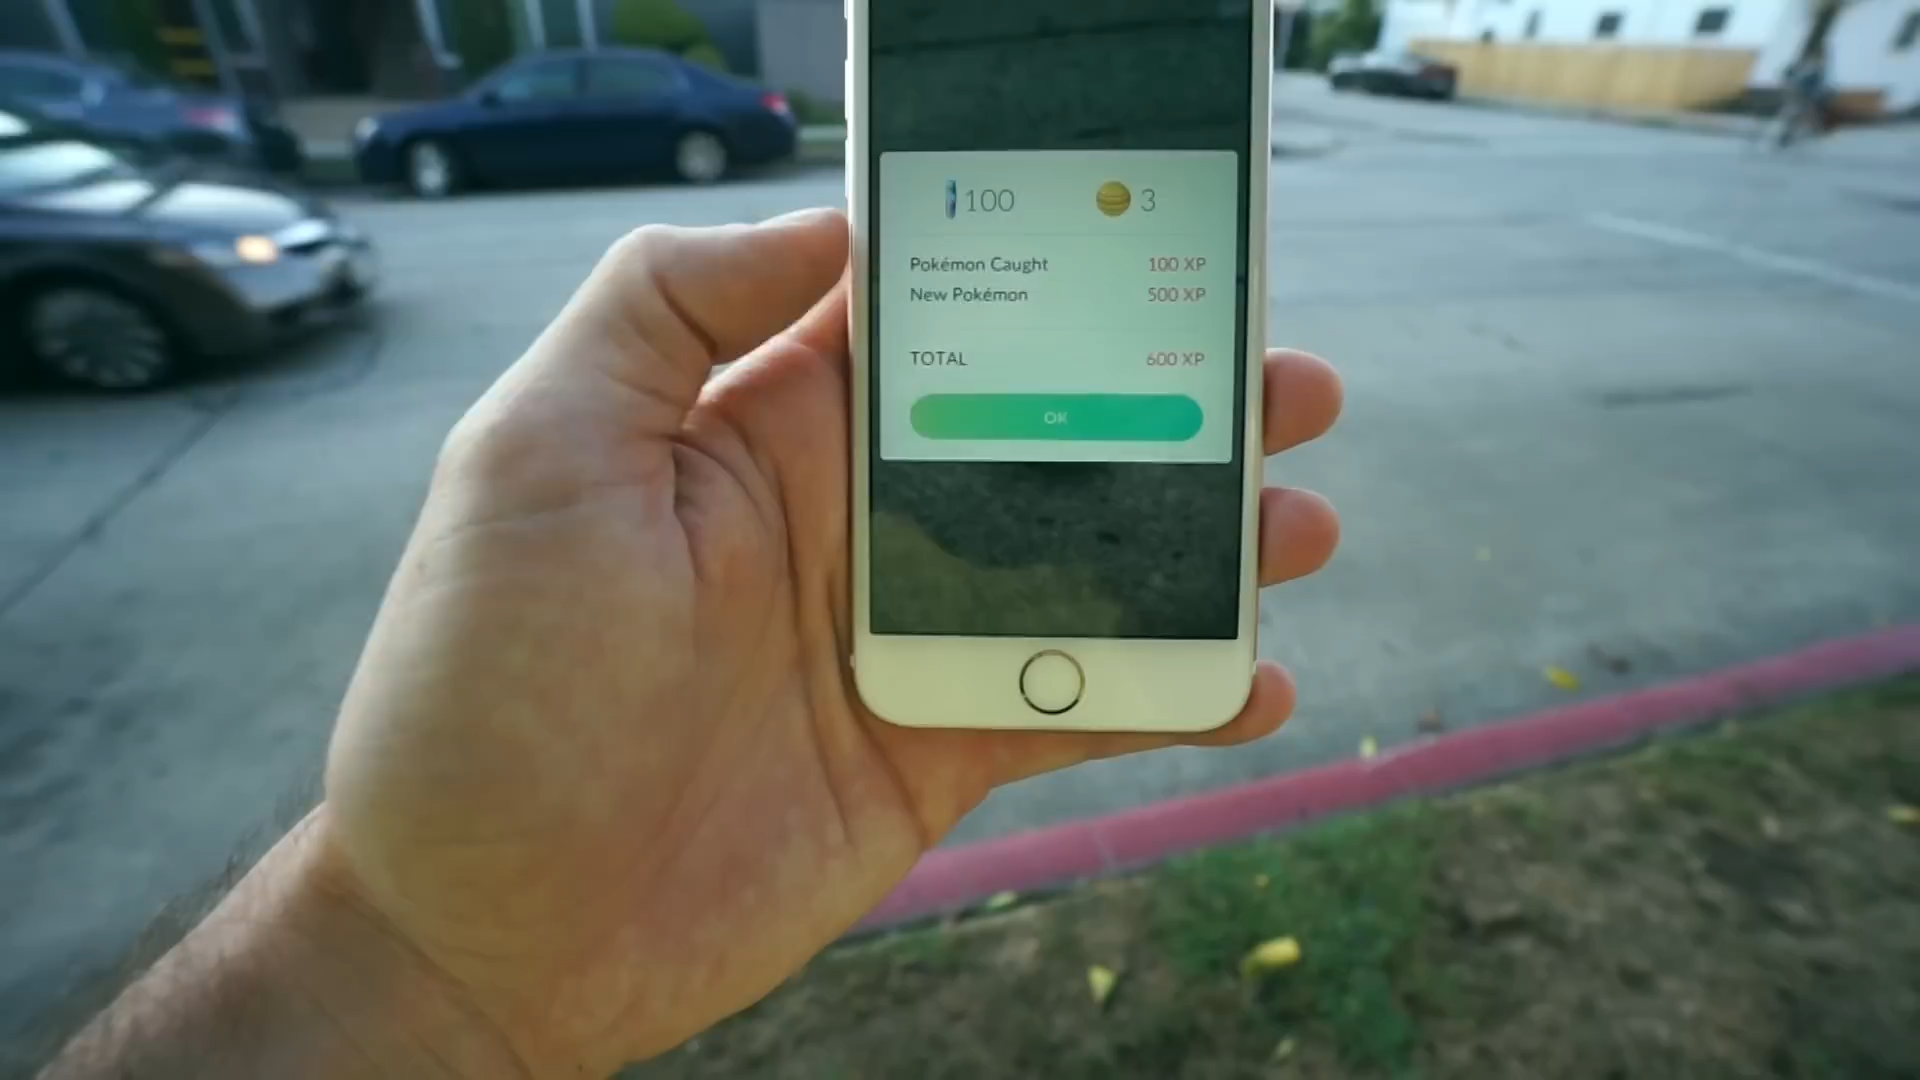 100 3
Pokémon Caught 100 XP
New Pokémon 500 XP
TOTAL 600 XP
OK